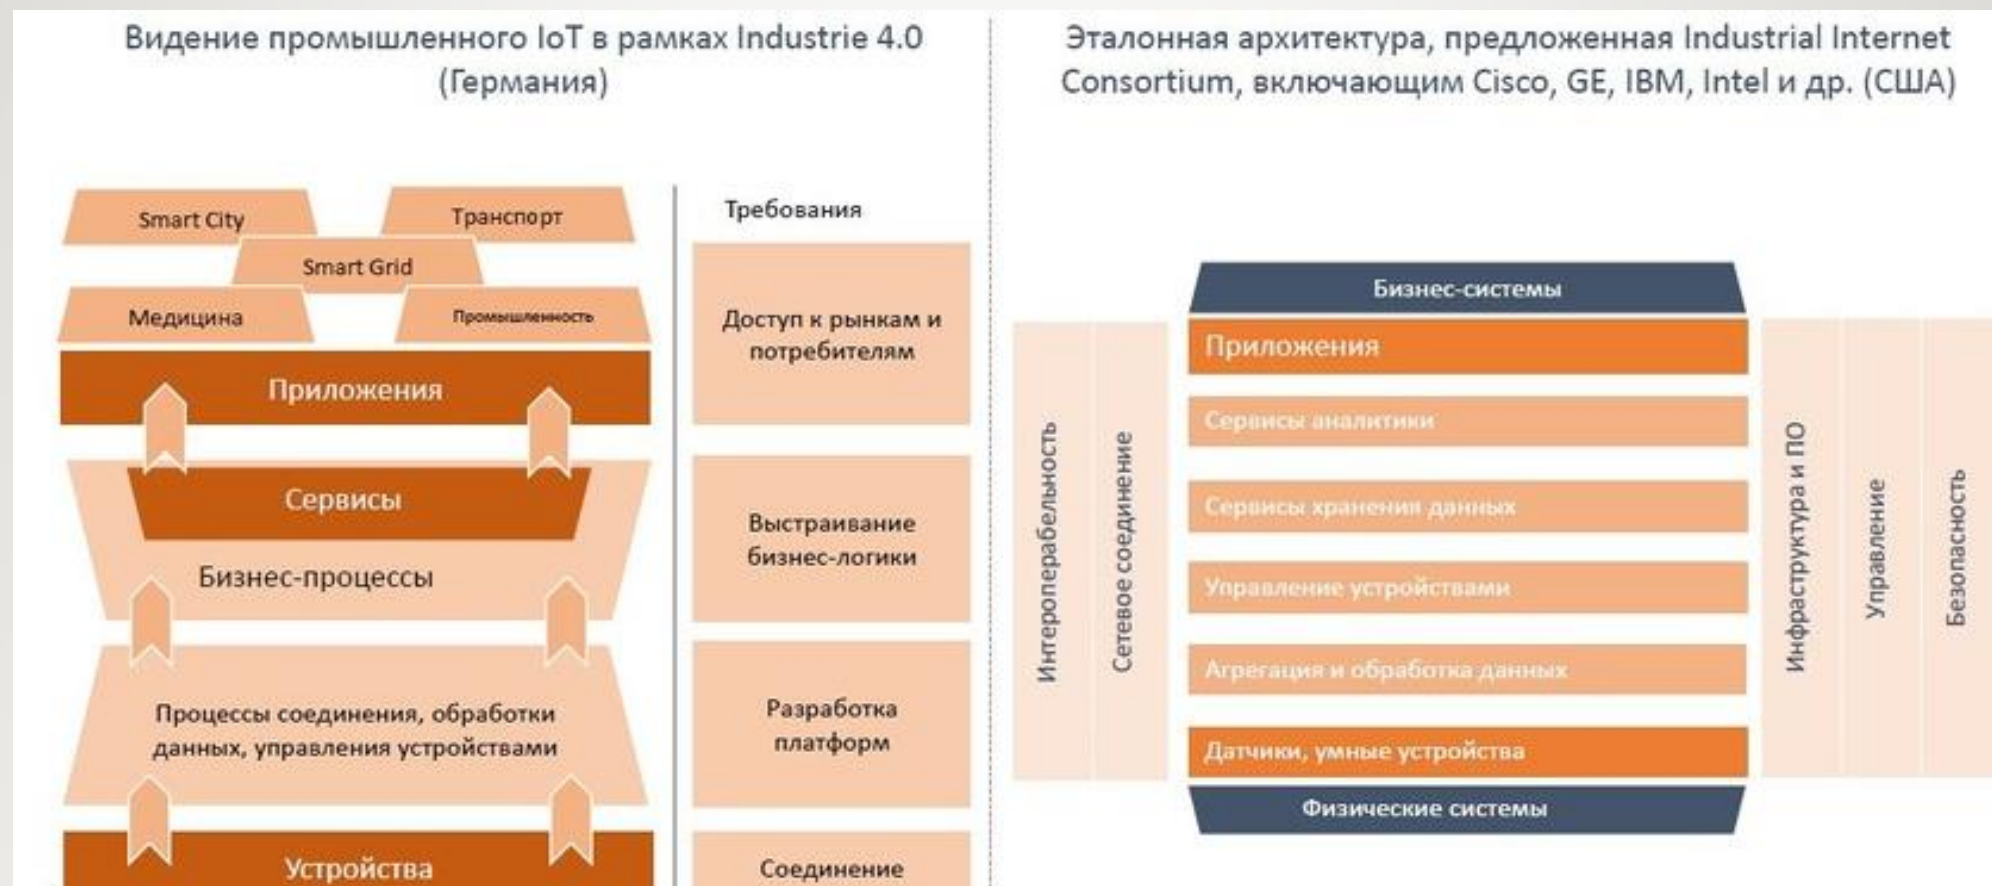 Видение промышленного IoT в рамках Industrie 4.0
(Германия)
Smart City
Транспорт
Smart Grid
Медицина
Промышленность
Приложения
Сервисы
Бизнес-процессы
Процессы соединения, обработки
данных, управления устройствами
Устройства
Требования
Доступ к рынкам и
потребителям
Выстраивание
бизнес-логики
Разработка
платформ
Соединение
Эталонная архитектура, предложенная Industrial Internet
Consortium, включающим Cisco, GE, IBM, Intel и др. (США)
Интероперабельность
Сетевое соединение
Бизнес-системы
Приложения
Сервисы аналитики
Сервисы хранения данных
Управление устройствами
Агрегация и обработка данных
Датчики, умные устройства
Физические системы
Инфраструктура и ПО
Управление
Безопасность